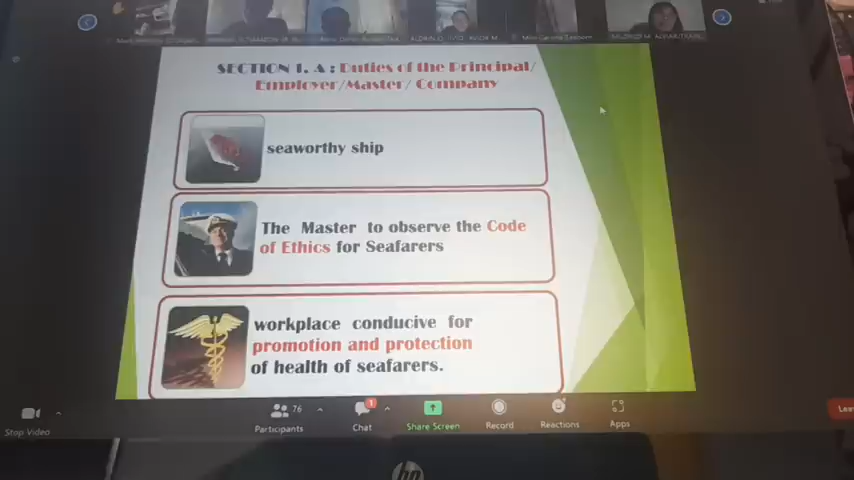 SECTION 1. A : Duties of the Principal/
Employer/Master/ Company
seaworthy ship
The Master to observe the Code
of Ethics for Seafarers
workplace conducive for
promotion and protection
of health of seafarers.
Stop Video
76
Participants
1
Chat
Share Screen
Record
Reactions
Apps
hp